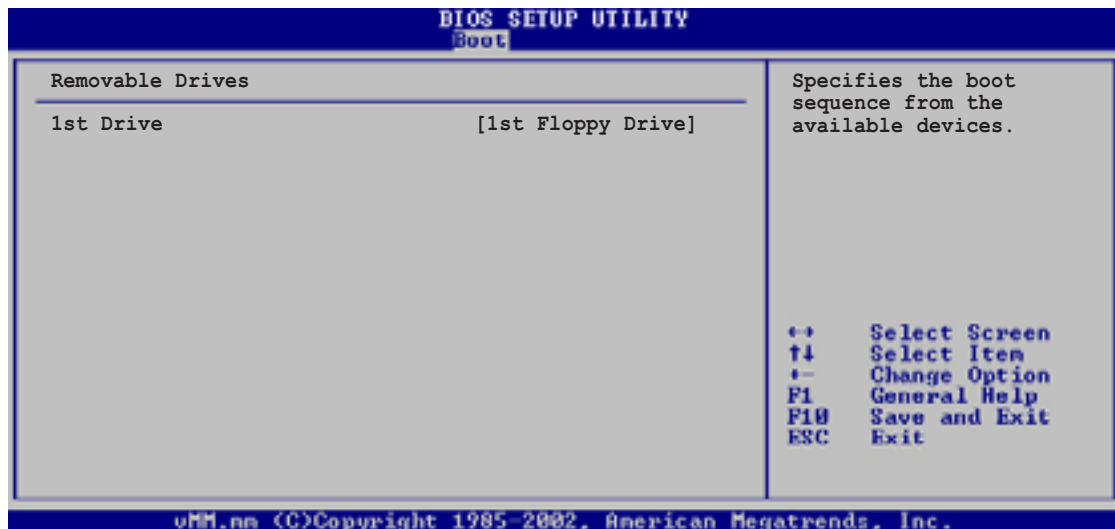 BIOS SETUP UTILITY
Boot
Removable Drives
1st Drive [1st Floppy Drive]
Specifies the boot
sequence from the
available devices.
←→ Select Screen
↑↓ Select Item
+- Change Option
F1 General Help
F10 Save and Exit
ESC Exit
vMM.mm (C)Copyright 1985-2002, American Megatrends, Inc.